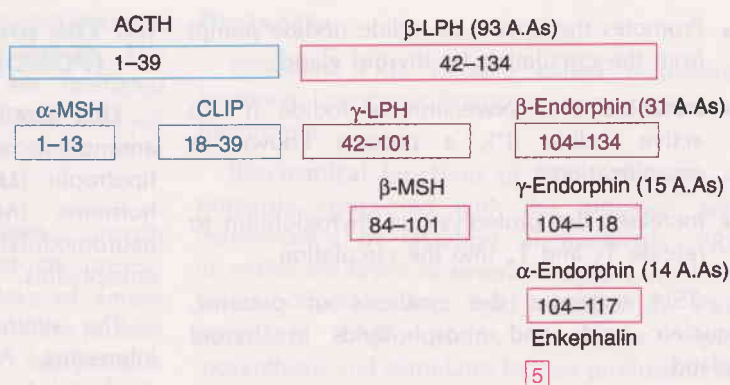 ACTH
β-LPH (93 A.As)
1–39
42–134
α-MSH
CLIP
γ-LPH
β-Endorphin (31 A.As)
1–13
18–39
42–101
104–134
β-MSH
γ-Endorphin (15 A.As)
84–101
104–118
α-Endorphin (14 A.As)
104–117
Enkephalin
5